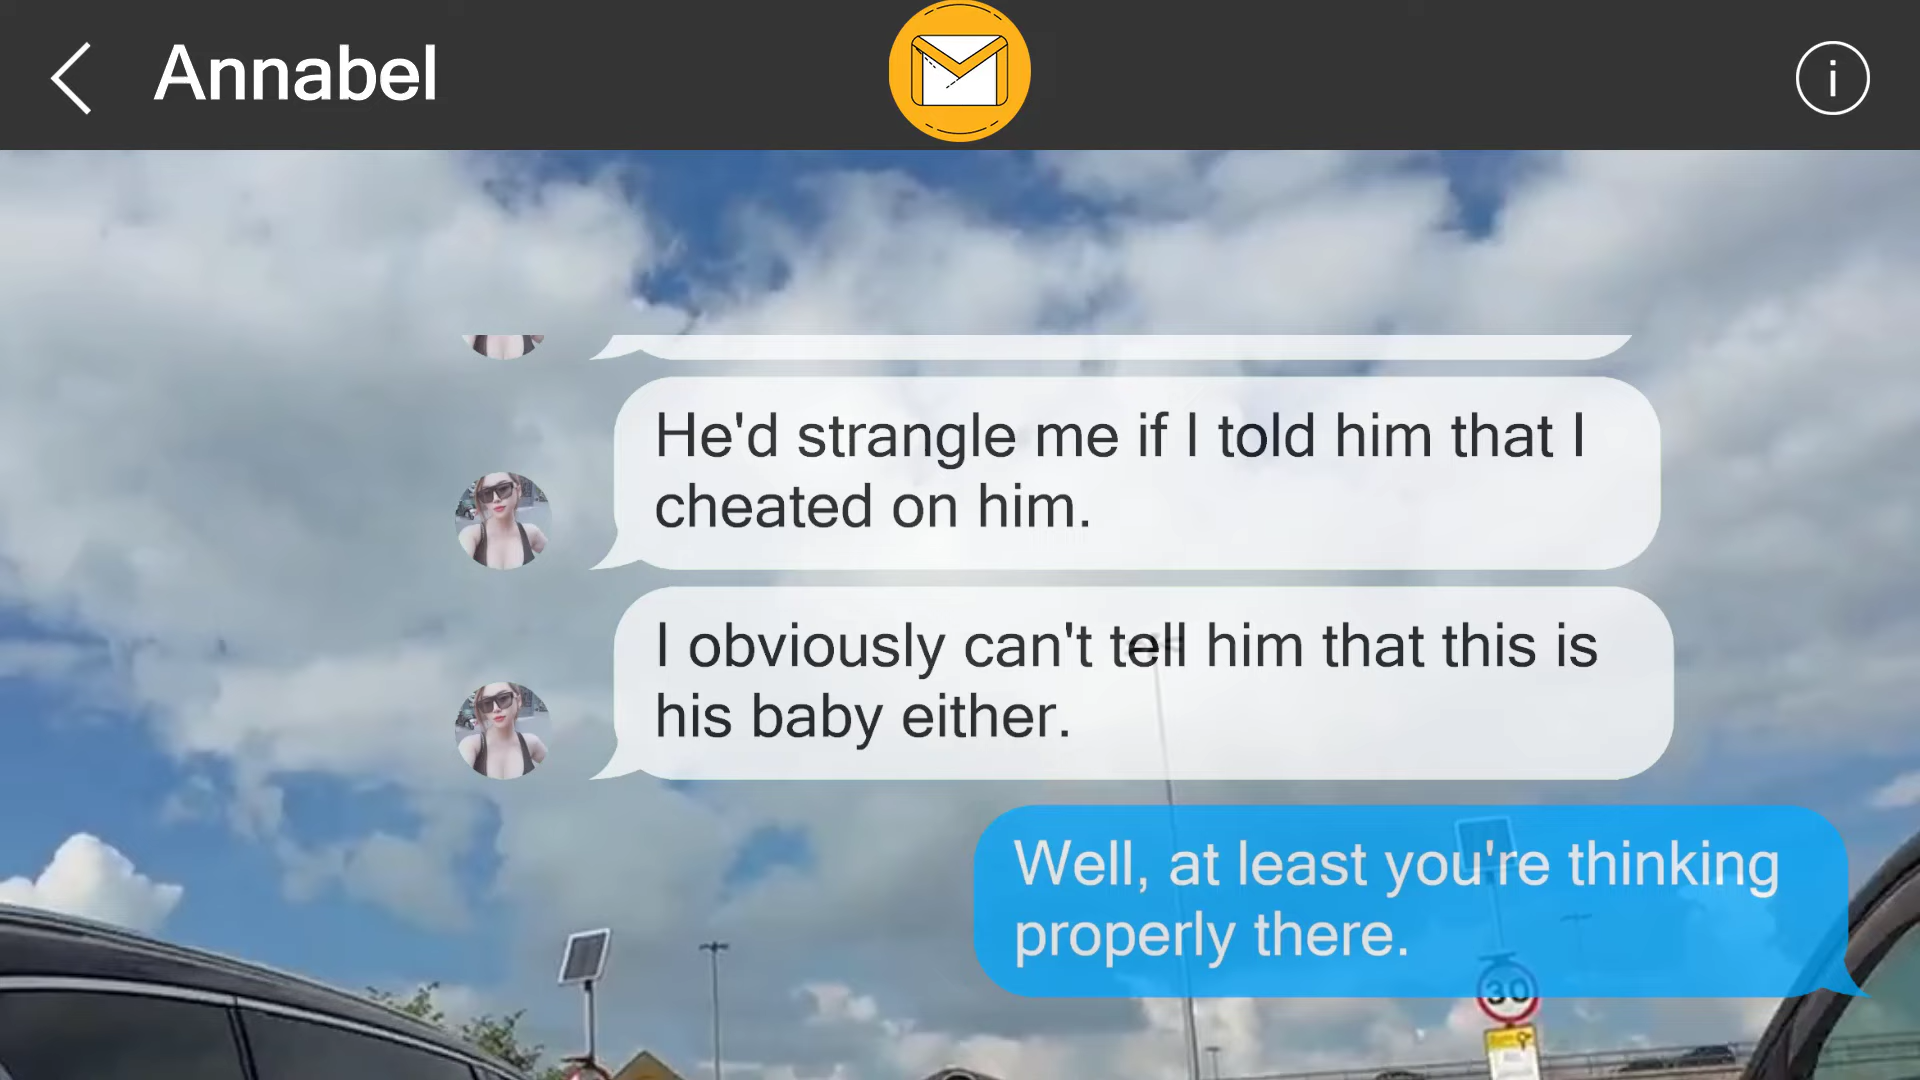 Annabel
i
He'd strangle me if I told him that I
cheated on him.
I obviously can't tell him that this is
his baby either.
Well, at least you're thinking
properly there.
30